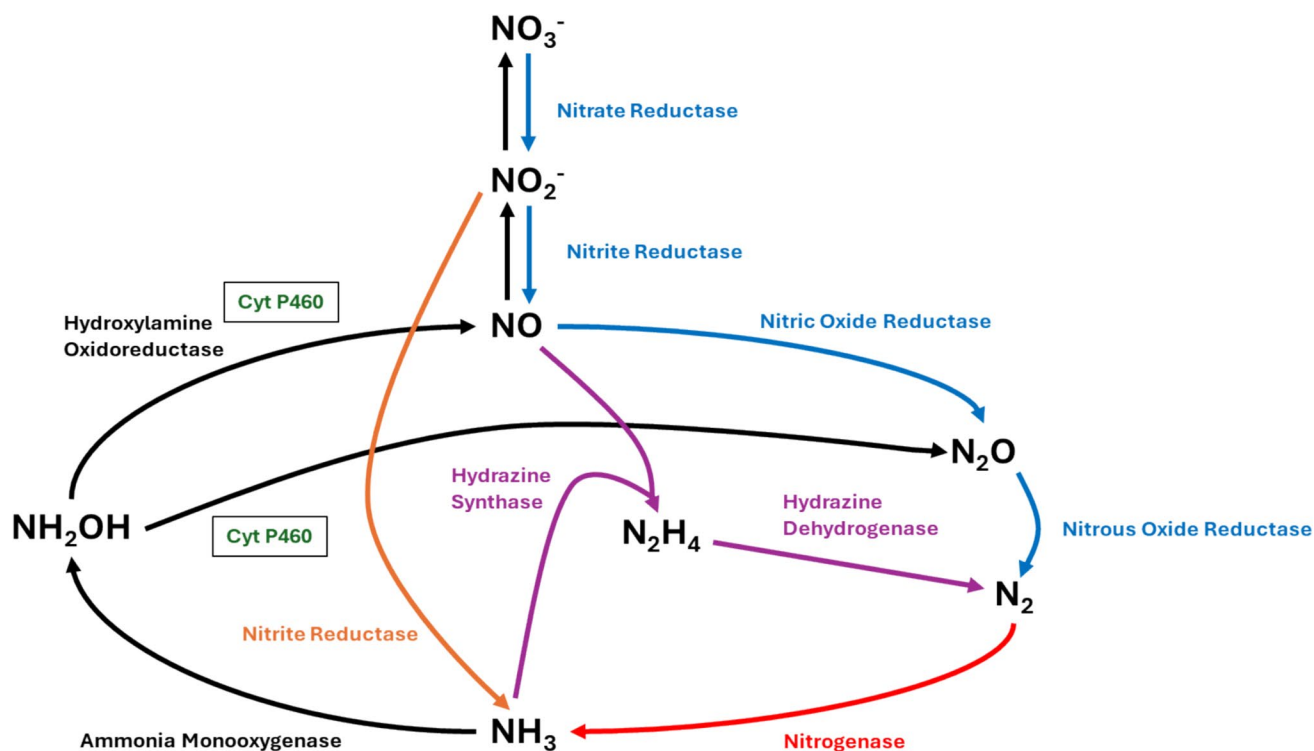 NO₃⁻
Nitrate Reductase
NO₂⁻
Nitrite Reductase
Cyt P460
Hydroxylamine
Oxidoreductase
NO
Nitric Oxide Reductase
N₂O
Hydrazine
Synthase
Hydrazine
Dehydrogenase
NH₂OH
Cyt P460
N₂H₄
Nitrous Oxide Reductase
N₂
Nitrite Reductase
NH₃
Ammonia Monooxygenase
Nitrogenase